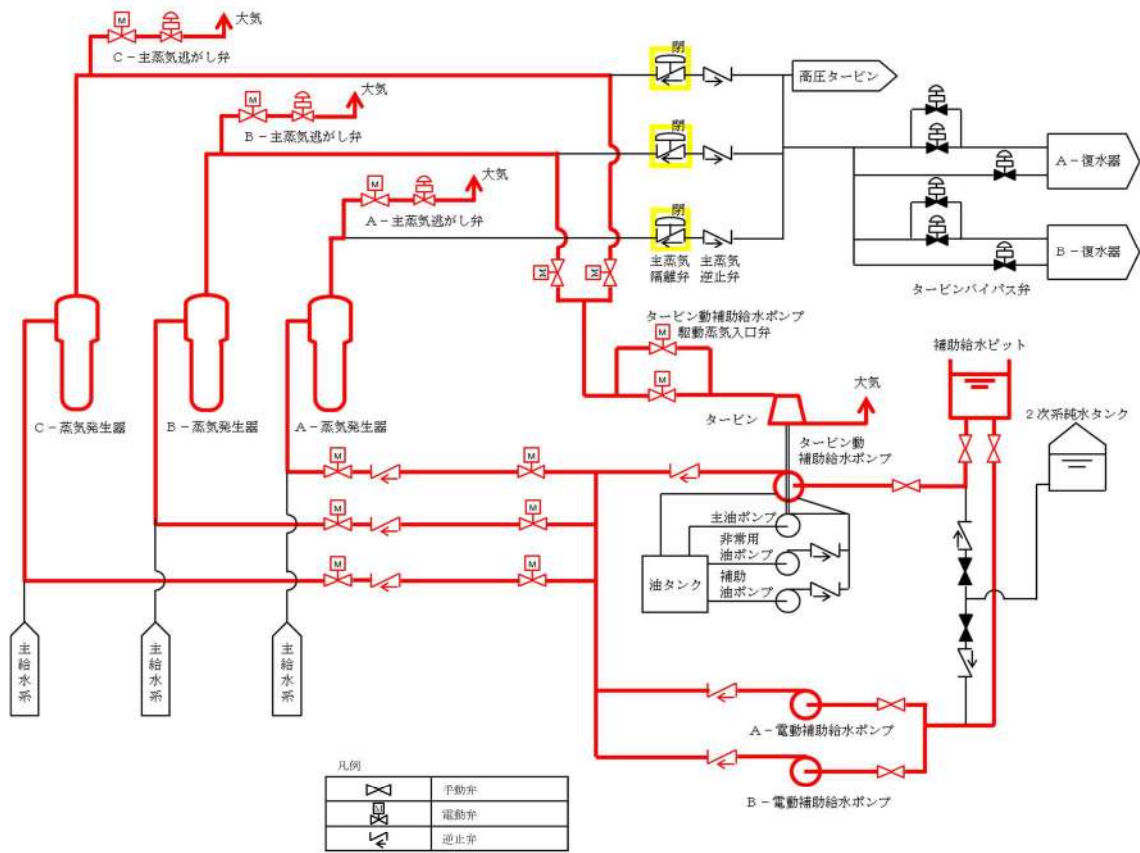 M
大気
C-主蒸気逃がし弁
閉
高圧タービン
M
大気
B-主蒸気逃がし弁
閉
A-復水器
M
大気
A-主蒸気逃がし弁
閉
B-復水器
主蒸気
隔離弁
主蒸気
逆止弁
M
M
タービンバイパス弁
タービン動補助給水ポンプ
駆動蒸気入口弁
M
M
補助給水ピット
大気
タービン
2次系純水タンク
C-蒸気発生器
B-蒸気発生器
A-蒸気発生器
タービン動
補助給水ポンプ
M
M
主油ポンプ
M
M
非常用
油ポンプ
M
M
補助
油ポンプ
油タンク
主給水系
主給水系
主給水系
A-電動補助給水ポンプ
B-電動補助給水ポンプ
凡例
手動弁
M
電動弁
逆止弁